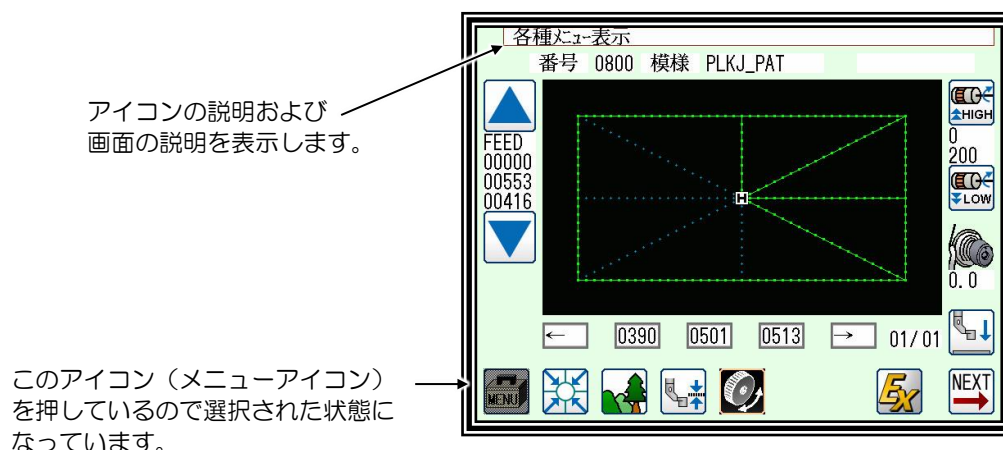 各種ﾒﾆｭｰ表示
番号 0800 模様 PLKJ_PAT
アイコンの説明および
画面の説明を表示します。
FEED
00000
00553
00416
HIGH
0
200
LOW
0.0
← 0390 0501 0513 → 01/01
このアイコン（メニューアイコン）
を押しているので選択された状態に
なっています。
MENU
Ex
NEXT